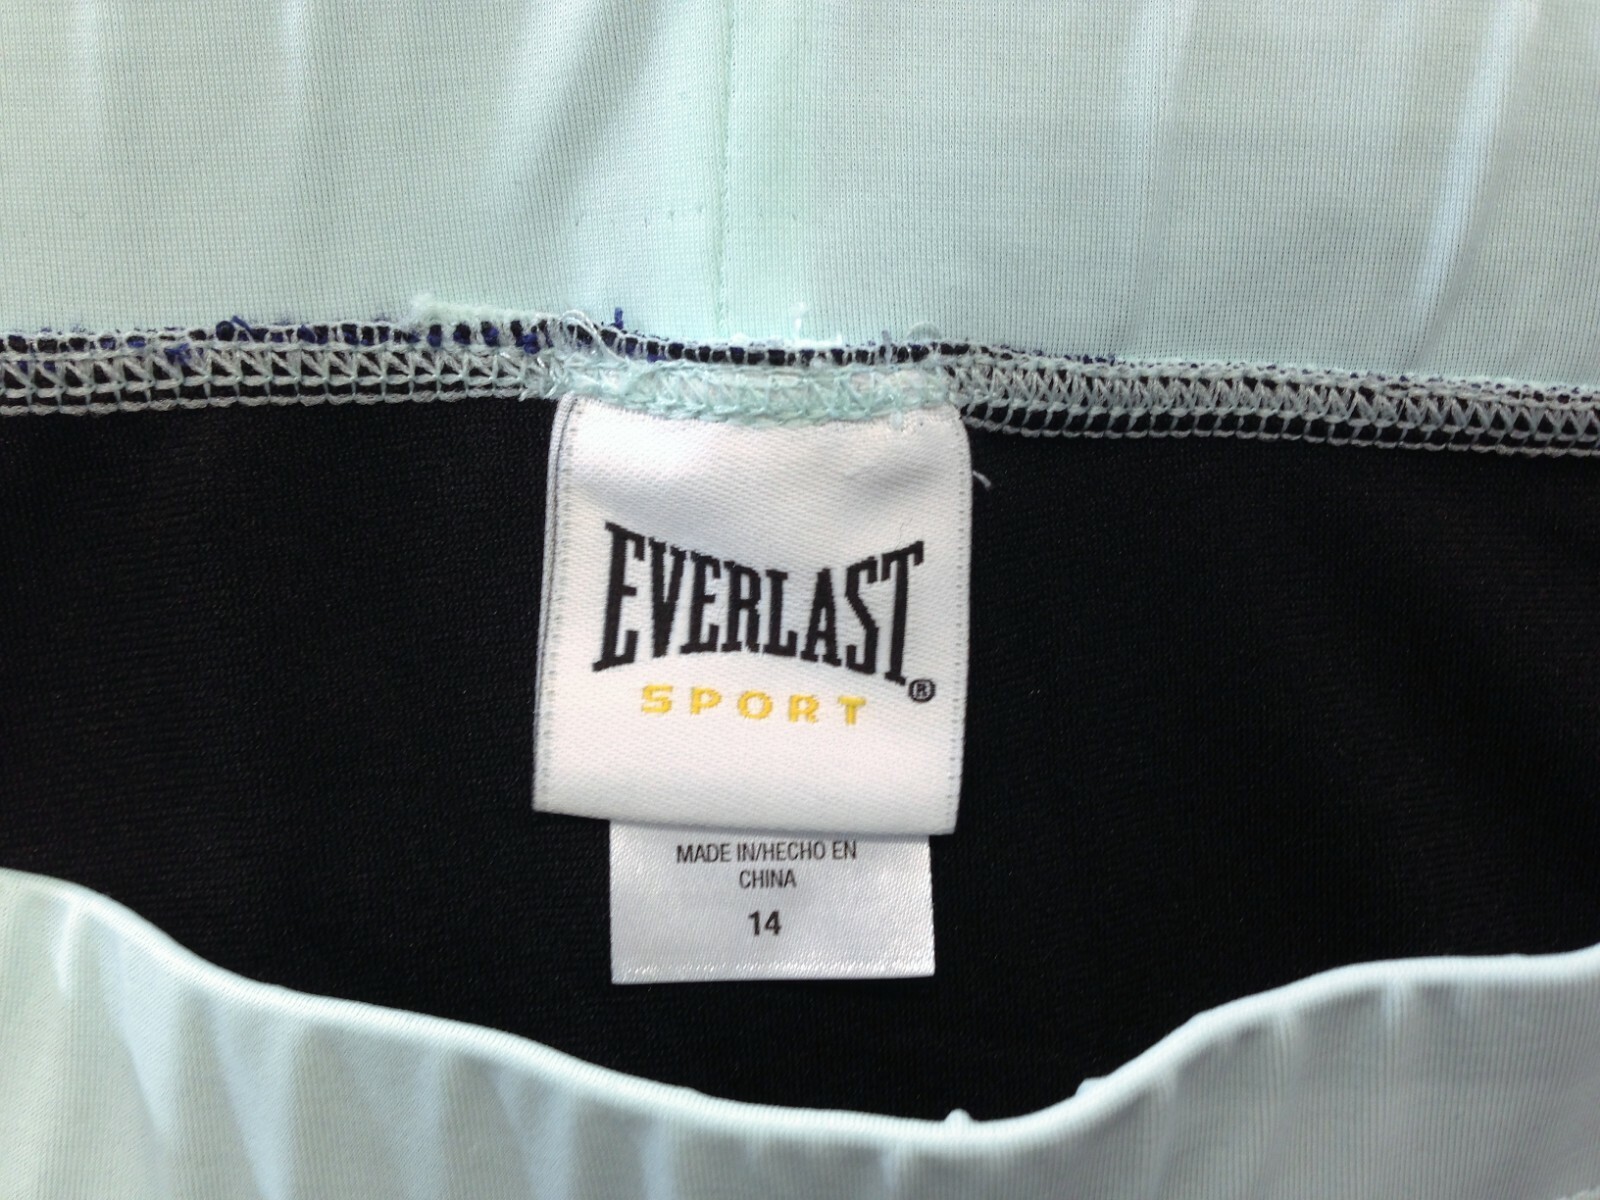 EVERLAST®
SPORT
MADE IN/HECHO EN
CHINA
14